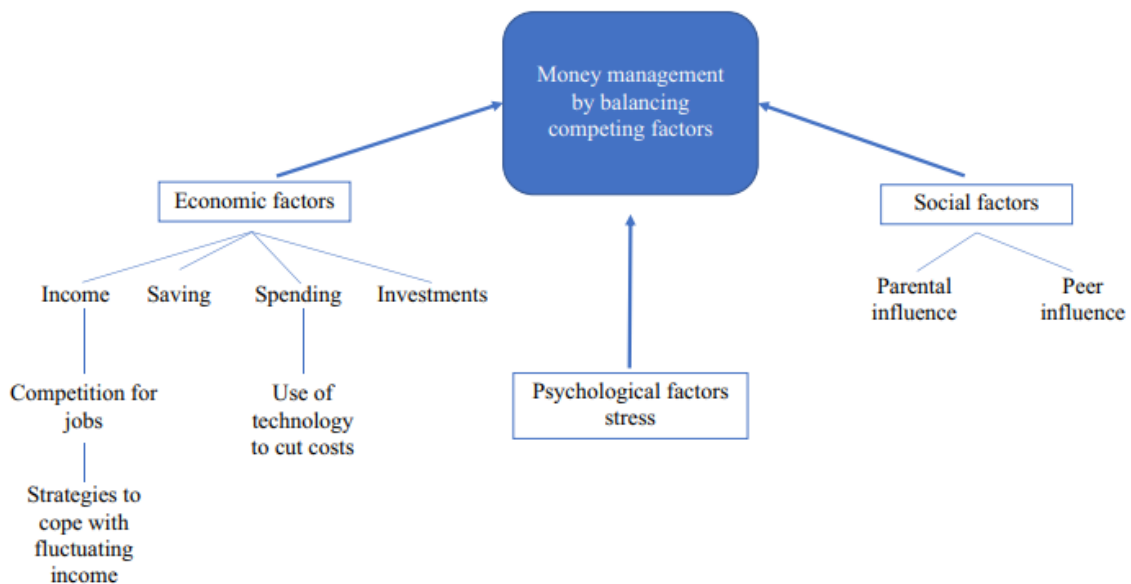 Money management
by balancing
competing factors
Economic factors
Social factors
Income
Saving
Spending
Investments
Parental
influence
Peer
influence
Competition for
jobs
Use of
technology
to cut costs
Psychological factors
stress
Strategies to
cope with
fluctuating
income